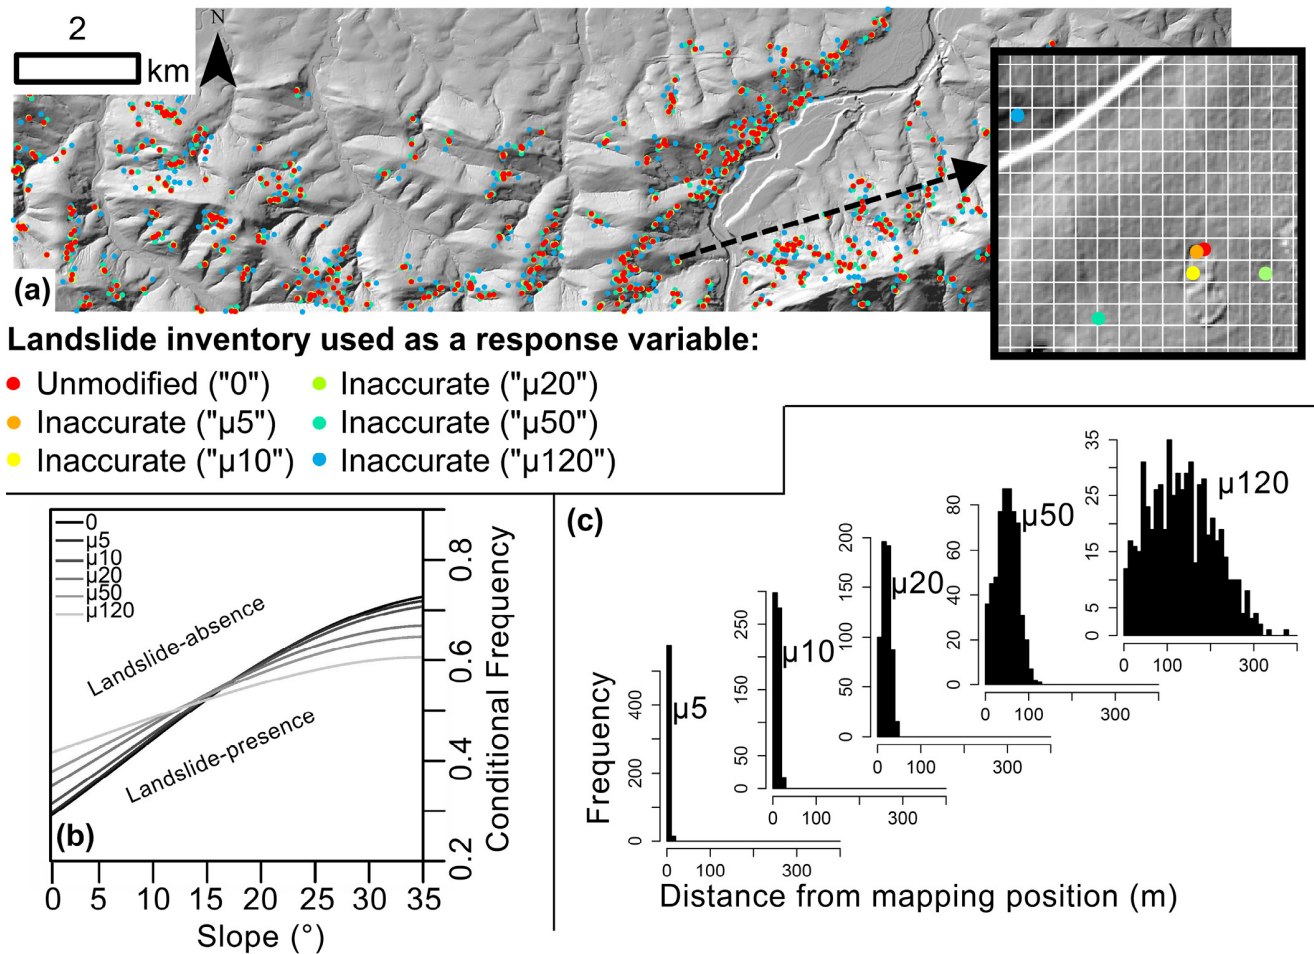 2
km
N
(a)
Landslide inventory used as a response variable:
Unmodified ("0")
Inaccurate ("µ5")
Inaccurate ("µ10")
Inaccurate ("µ20")
Inaccurate ("µ50")
Inaccurate ("µ120")
0
µ5
µ10
µ20
µ50
µ120
Landslide-absence
Landslide-presence
(b)
0.8
0.6
0.4
0.2
Conditional Frequency
0 5 10 15 20 25 30 35
Slope (°)
(c)
Frequency
µ5
400
200
0
0 100 300
µ10
250
150
50
0
0 100 300
µ20
200
150
100
50
0
0 100 300
µ50
80
60
40
20
0
0 100 300
µ120
35
25
15
5
0
0 100 300
Distance from mapping position (m)